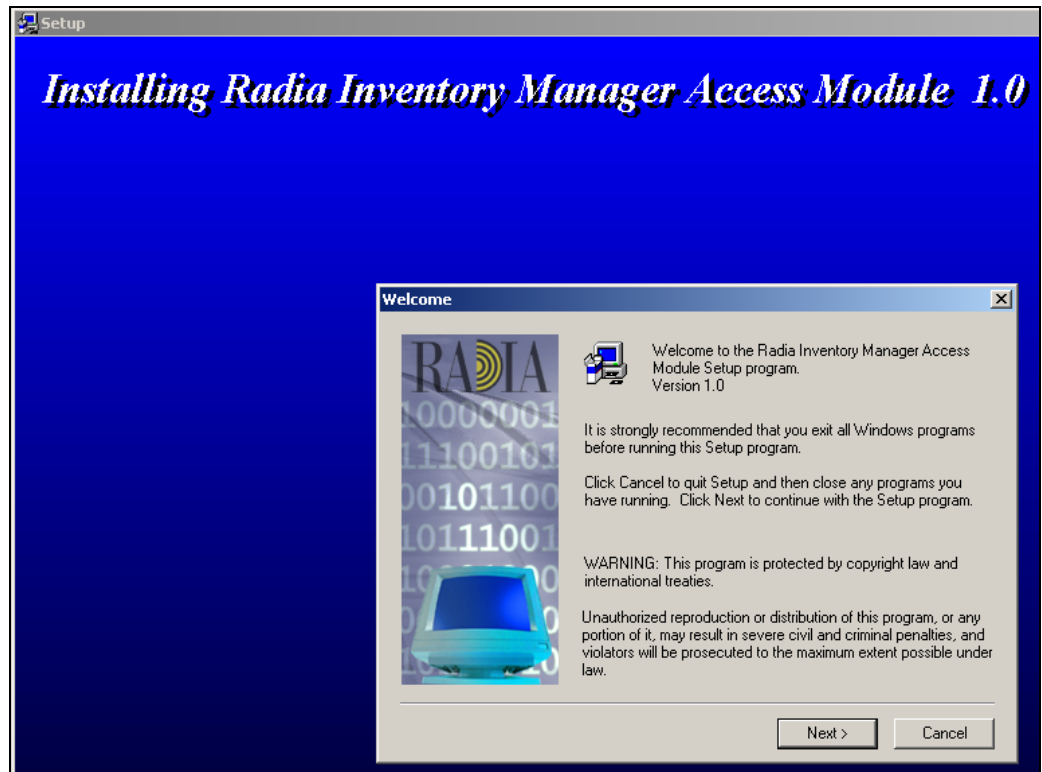 Setup
Installing Radia Inventory Manager Access Module 1.0
Welcome
RADIA
Welcome to the Radia Inventory Manager Access
Module Setup program.
Version 1.0
It is strongly recommended that you exit all Windows programs
before running this Setup program.
Click Cancel to quit Setup and then close any programs you
have running. Click Next to continue with the Setup program.
WARNING: This program is protected by copyright law and
international treaties.
Unauthorized reproduction or distribution of this program, or any
portion of it, may result in severe civil and criminal penalties, and
violators will be prosecuted to the maximum extent possible under
law.
10000001
11100101
00101100
10111001
Next >
Cancel